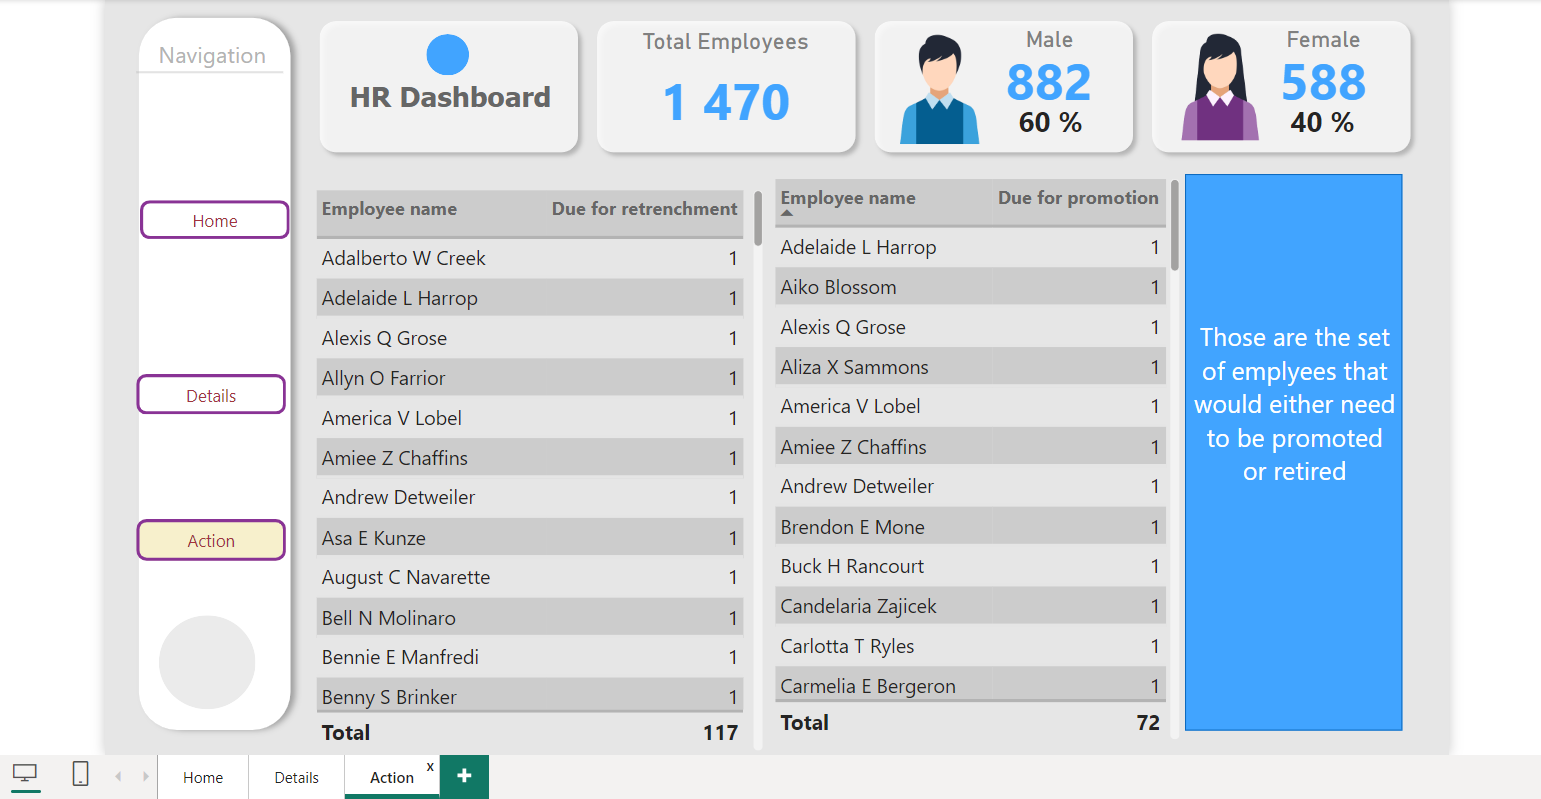 Navigation
Home
Details
Action
HR Dashboard
Total Employees
1 470
Male
882
60 %
Female
588
40 %
Employee name Due for retrenchment
Adalberto W Creek 1
Adelaide L Harrop 1
Alexis Q Grose 1
Allyn O Farrior 1
America V Lobel 1
Amiee Z Chaffins 1
Andrew Detweiler 1
Asa E Kunze 1
August C Navarette 1
Bell N Molinaro 1
Bennie E Manfredi 1
Benny S Brinker 1
Total 117
Employee name Due for promotion
Adelaide L Harrop 1
Aiko Blossom 1
Alexis Q Grose 1
Aliza X Sammons 1
America V Lobel 1
Amiee Z Chaffins 1
Andrew Detweiler 1
Brendon E Mone 1
Buck H Rancourt 1
Candelaria Zajicek 1
Carlotta T Ryles 1
Carmelia E Bergeron 1
Total 72
Those are the set
of emplyees that
would either need
to be promoted
or retired
Home Details Action x +